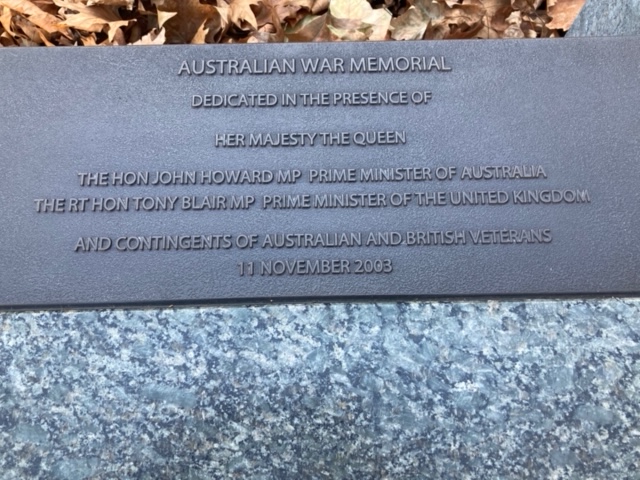 AUSTRALIAN WAR MEMORIAL
DEDICATED IN THE PRESENCE OF
HER MAJESTY THE QUEEN
THE HON JOHN HOWARD MP PRIME MINISTER OF AUSTRALIA
THE RT HON TONY BLAIR MP PRIME MINISTER OF THE UNITED KINGDOM
AND CONTINGENTS OF AUSTRALIAN AND BRITISH VETERANS
11 NOVEMBER 2003